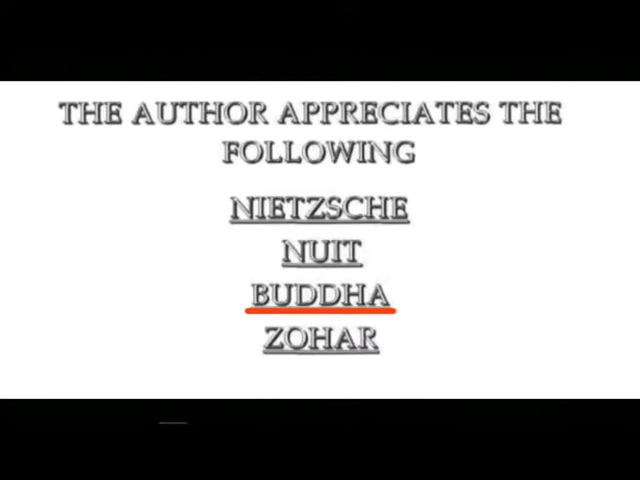 THE AUTHOR APPRECIATES THE
FOLLOWING
NIETZSCHE
NUIT
BUDDHA
ZOHAR